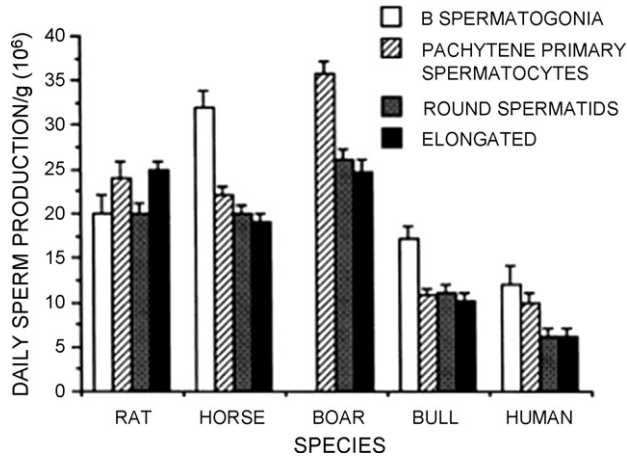 B SPERMATOGONIA
PACHYTENE PRIMARY
SPERMATOCYTES
ROUND SPERMATIDS
ELONGATED
DAILY SPERM PRODUCTION/g (10⁶)
40
35
30
25
20
15
10
5
0
RAT HORSE BOAR BULL HUMAN
SPECIES